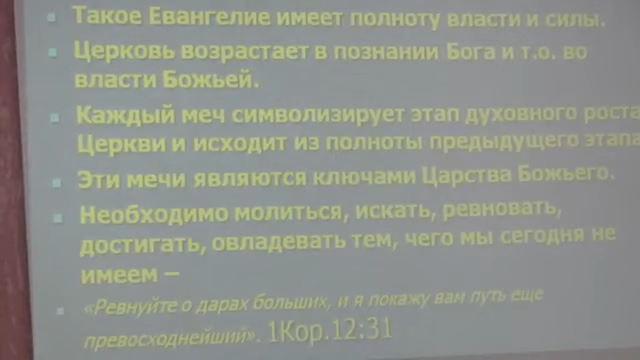 Такое Евангелие имеет полноту власти и силы.
Церковь возрастает в познании Бога и т.о. во
власти Божьей.
Каждый меч символизирует этап духовного роста
Церкви и исходит из полноты предыдущего этапа
Эти мечи являются ключами Царства Божьего.
Необходимо молиться, искать, ревновать,
достигать, овладевать тем, чего мы сегодня не
имеем –
«Ревнуйте о дарах больших, и я покажу вам путь еще
превосходнейший». 1Кор.12:31